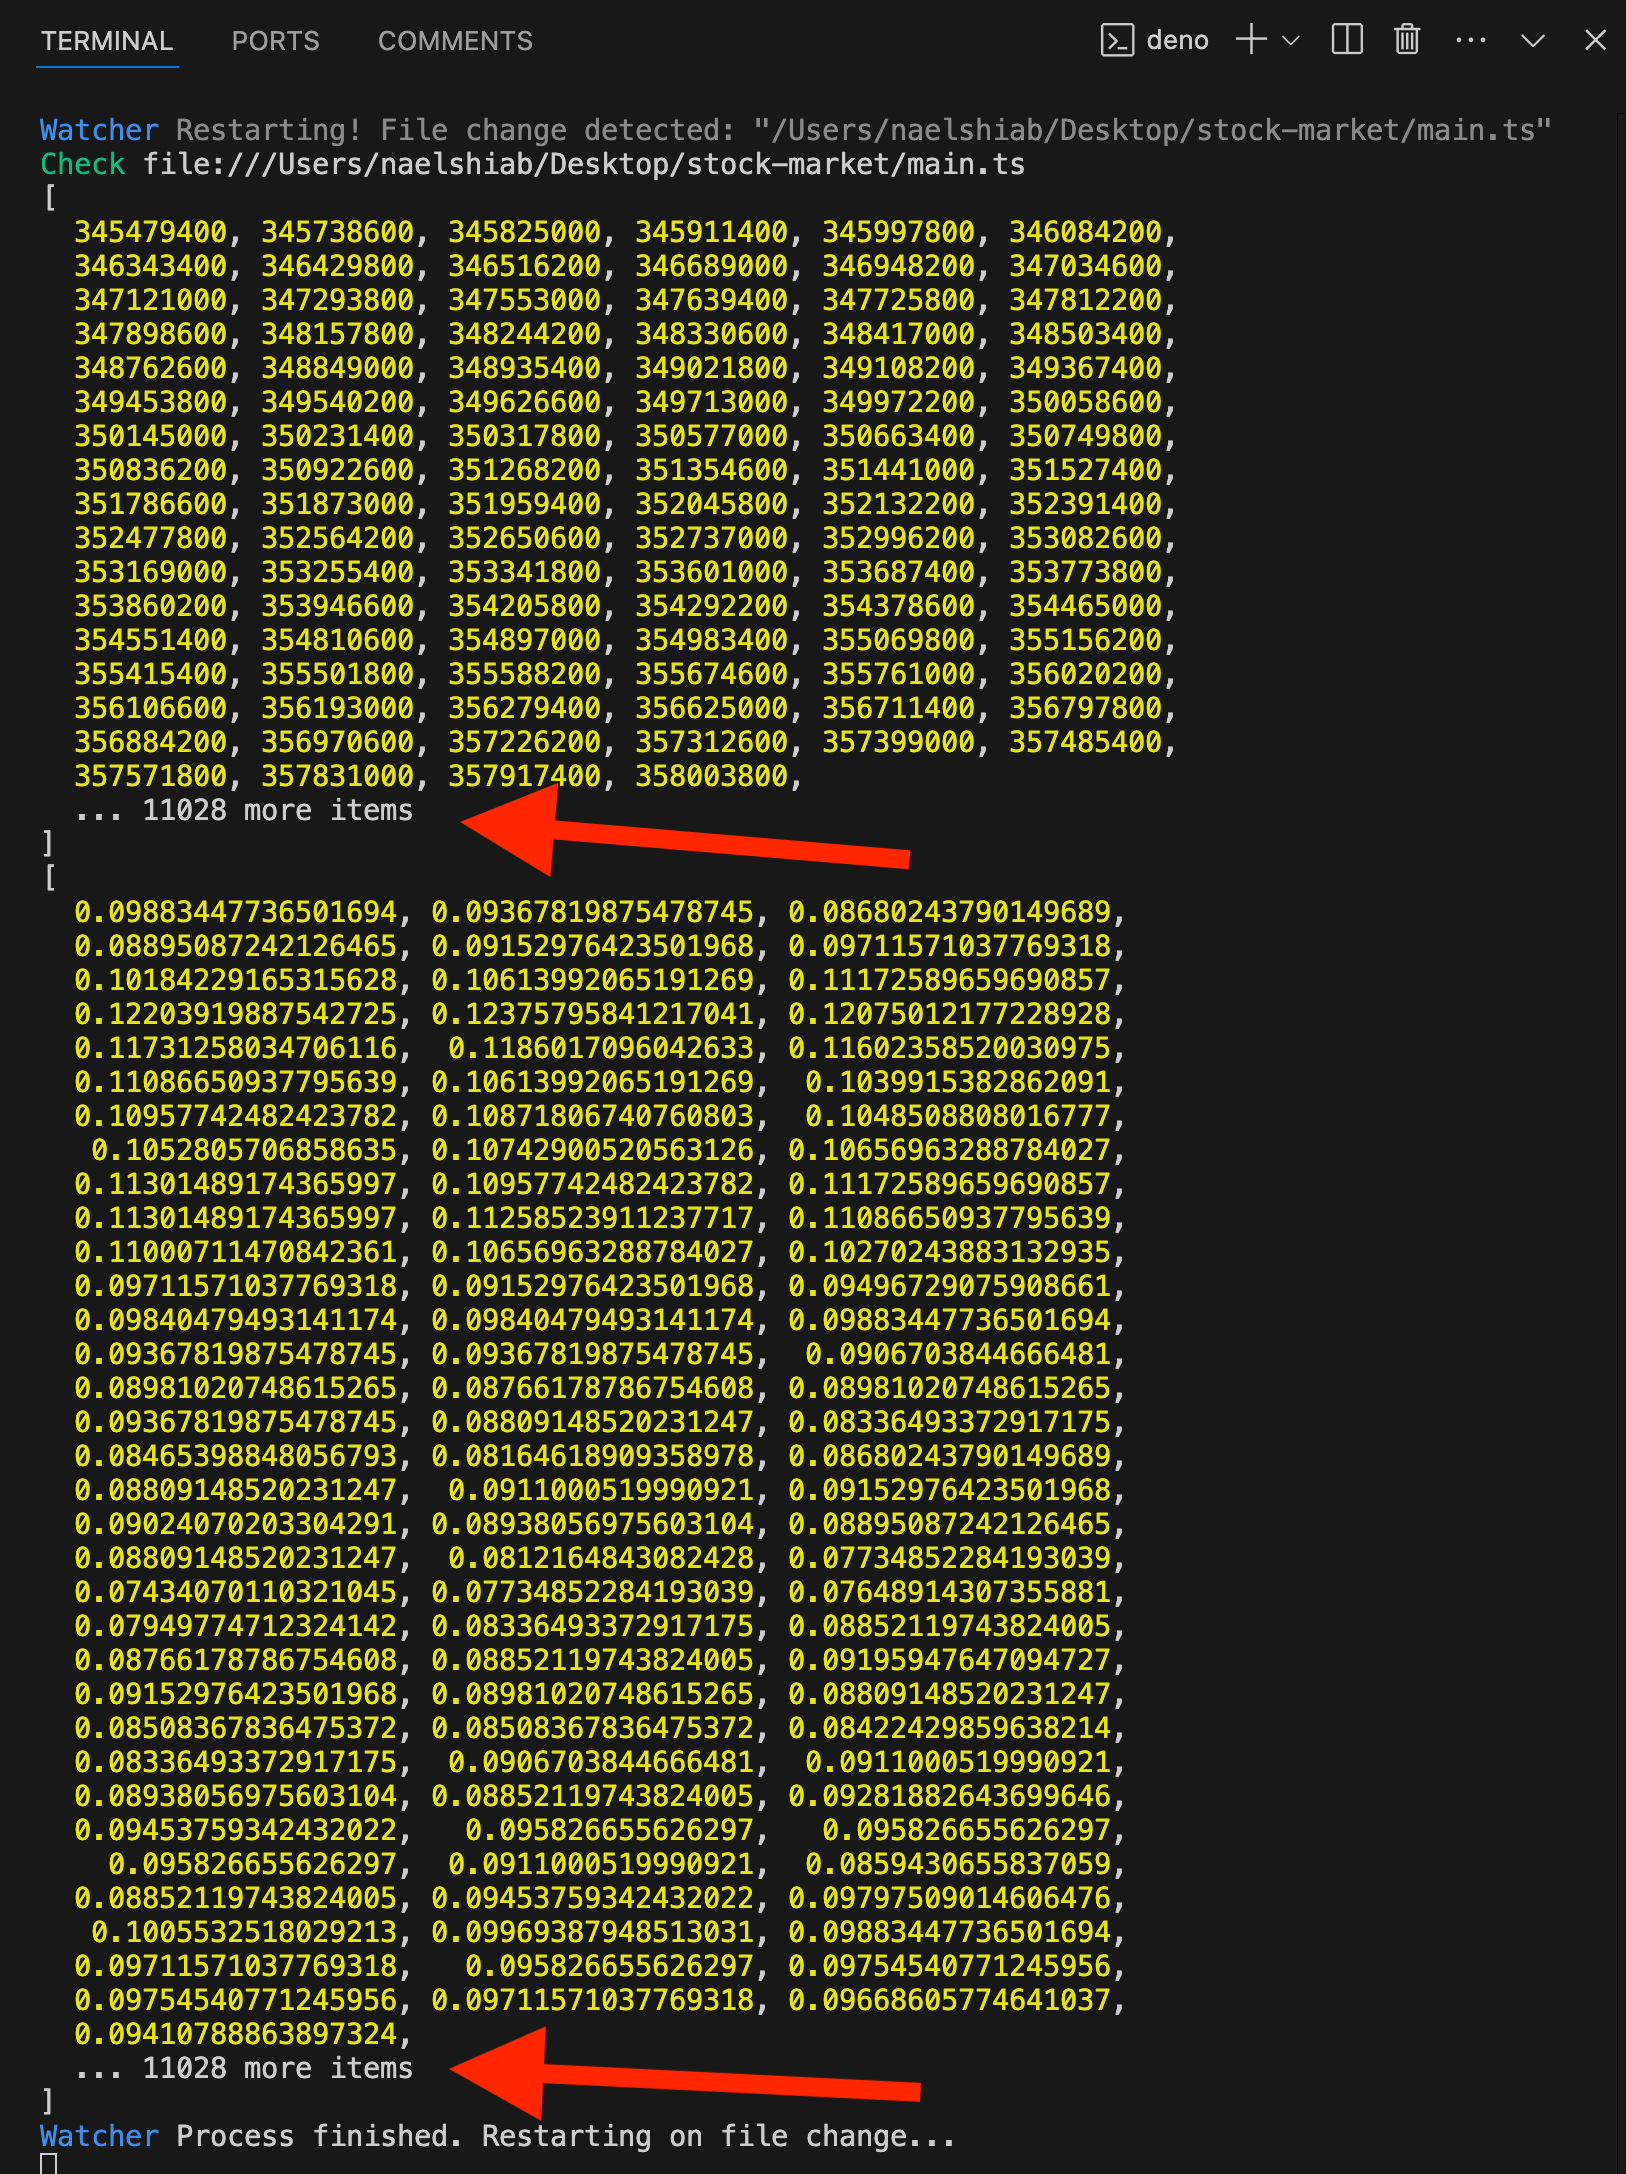 TERMINAL PORTS COMMENTS deno
Watcher Restarting! File change detected: "/Users/naelshiab/Desktop/stock-market/main.ts"
Check file:///Users/naelshiab/Desktop/stock-market/main.ts
[
345479400, 345738600, 345825000, 345911400, 345997800, 346084200,
346343400, 346429800, 346516200, 346689000, 346948200, 347034600,
347121000, 347293800, 347553000, 347639400, 347725800, 347812200,
347898600, 348157800, 348244200, 348330600, 348417000, 348503400,
348762600, 348849000, 348935400, 349021800, 349108200, 349367400,
349453800, 349540200, 349626600, 349713000, 349972200, 350058600,
350145000, 350231400, 350317800, 350577000, 350663400, 350749800,
350836200, 350922600, 351268200, 351354600, 351441000, 351527400,
351786600, 351873000, 351959400, 352045800, 352132200, 352391400,
352477800, 352564200, 352650600, 352737000, 352996200, 353082600,
353169000, 353255400, 353341800, 353601000, 353687400, 353773800,
353860200, 353946600, 354205800, 354292200, 354378600, 354465000,
354551400, 354810600, 354897000, 354983400, 355069800, 355156200,
355415400, 355501800, 355588200, 355674600, 355761000, 356020200,
356106600, 356193000, 356279400, 356625000, 356711400, 356797800,
356884200, 356970600, 357226200, 357312600, 357399000, 357485400,
357571800, 357831000, 357917400, 358003800,
... 11028 more items
]
[
0.09883447736501694, 0.09367819875478745, 0.08680243790149689,
0.08895087242126465, 0.09152976423501968, 0.09711571037769318,
0.10184229165315628, 0.10613992065191269, 0.11172589659690857,
0.12203919887542725, 0.12375795841217041, 0.12075012177228928,
0.11731258034706116, 0.1186017096042633, 0.11602358520030975,
0.11086650937795639, 0.10613992065191269, 0.1039915382862091,
0.10957742482423782, 0.10871806740760803, 0.1048508808016777,
0.1052805706858635, 0.10742900520563126, 0.10656963288784027,
0.11301489174365997, 0.10957742482423782, 0.11172589659690857,
0.11301489174365997, 0.11258523911237717, 0.11086650937795639,
0.11000711470842361, 0.10656963288784027, 0.10270243883132935,
0.09711571037769318, 0.09152976423501968, 0.09496729075908661,
0.09840479493141174, 0.09840479493141174, 0.09883447736501694,
0.09367819875478745, 0.09367819875478745, 0.0906703844666481,
0.08981020748615265, 0.08766178786754608, 0.08981020748615265,
0.09367819875478745, 0.08809148520231247, 0.08336493372917175,
0.08465398848056793, 0.08164618909358978, 0.08680243790149689,
0.08809148520231247, 0.0911000519990921, 0.09152976423501968,
0.09024070203304291, 0.08938056975603104, 0.08895087242126465,
0.08809148520231247, 0.0812164843082428, 0.07734852284193039,
0.07434070110321045, 0.07734852284193039, 0.07648914307355881,
0.07949774712324142, 0.08336493372917175, 0.08852119743824005,
0.08766178786754608, 0.08852119743824005, 0.09195947647094727,
0.09152976423501968, 0.08981020748615265, 0.08809148520231247,
0.08508367836475372, 0.08508367836475372, 0.08422429859638214,
0.08336493372917175, 0.0906703844666481, 0.0911000519990921,
0.08938056975603104, 0.08852119743824005, 0.09281882643699646,
0.09453759342432022, 0.095826655626297, 0.095826655626297,
0.095826655626297, 0.0911000519990921, 0.0859430655837059,
0.08852119743824005, 0.09453759342432022, 0.09797509014606476,
0.1005532518029213, 0.09969387948513031, 0.09883447736501694,
0.09711571037769318, 0.095826655626297, 0.09754540771245956,
0.09754540771245956, 0.09711571037769318, 0.09668605774641037,
0.09410788863897324,
... 11028 more items
]
Watcher Process finished. Restarting on file change...